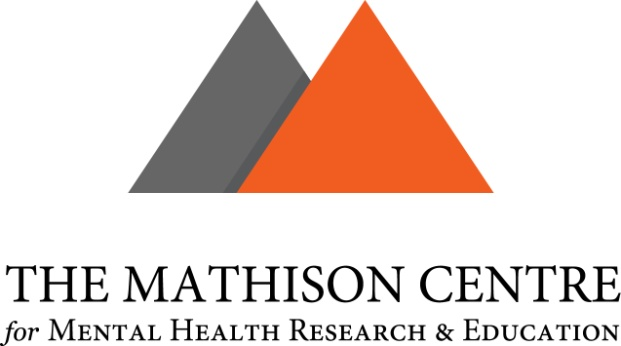 THE MATHISON CENTRE
for MENTAL HEALTH RESEARCH & EDUCATION